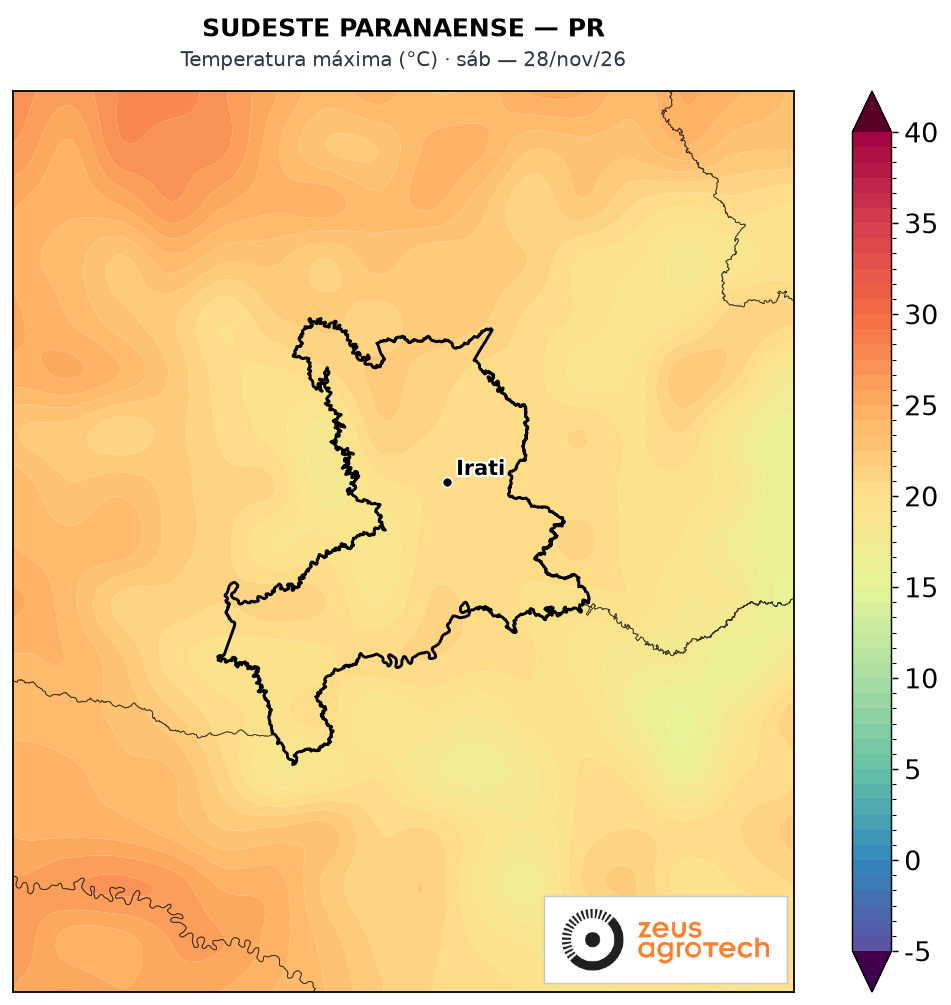 SUDESTE PARANAENSE — PR
Temperatura máxima (°C) · sáb — 28/nov/26
40
35
30
25
20
15
10
5
0
-5
Irati
zeus
agrotech